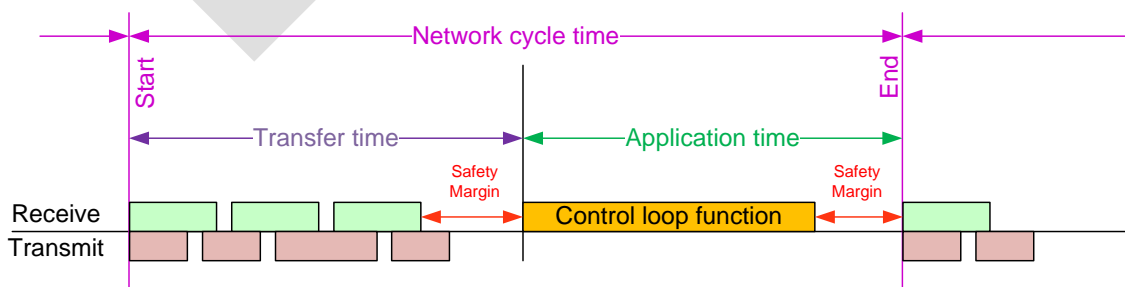 Network cycle time
Start
End
Transfer time
Application time
Safety
Margin
Safety
Margin
Receive
Control loop function
Transmit